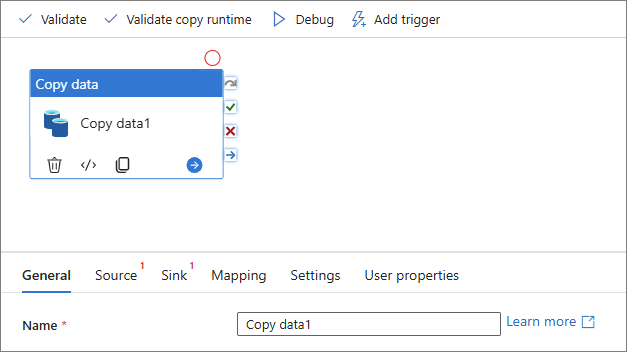 Validate Validate copy runtime Debug Add trigger
Copy data
Copy data1
</>
General Source 1 Sink 1 Mapping Settings User properties
Name * Copy data1 Learn more